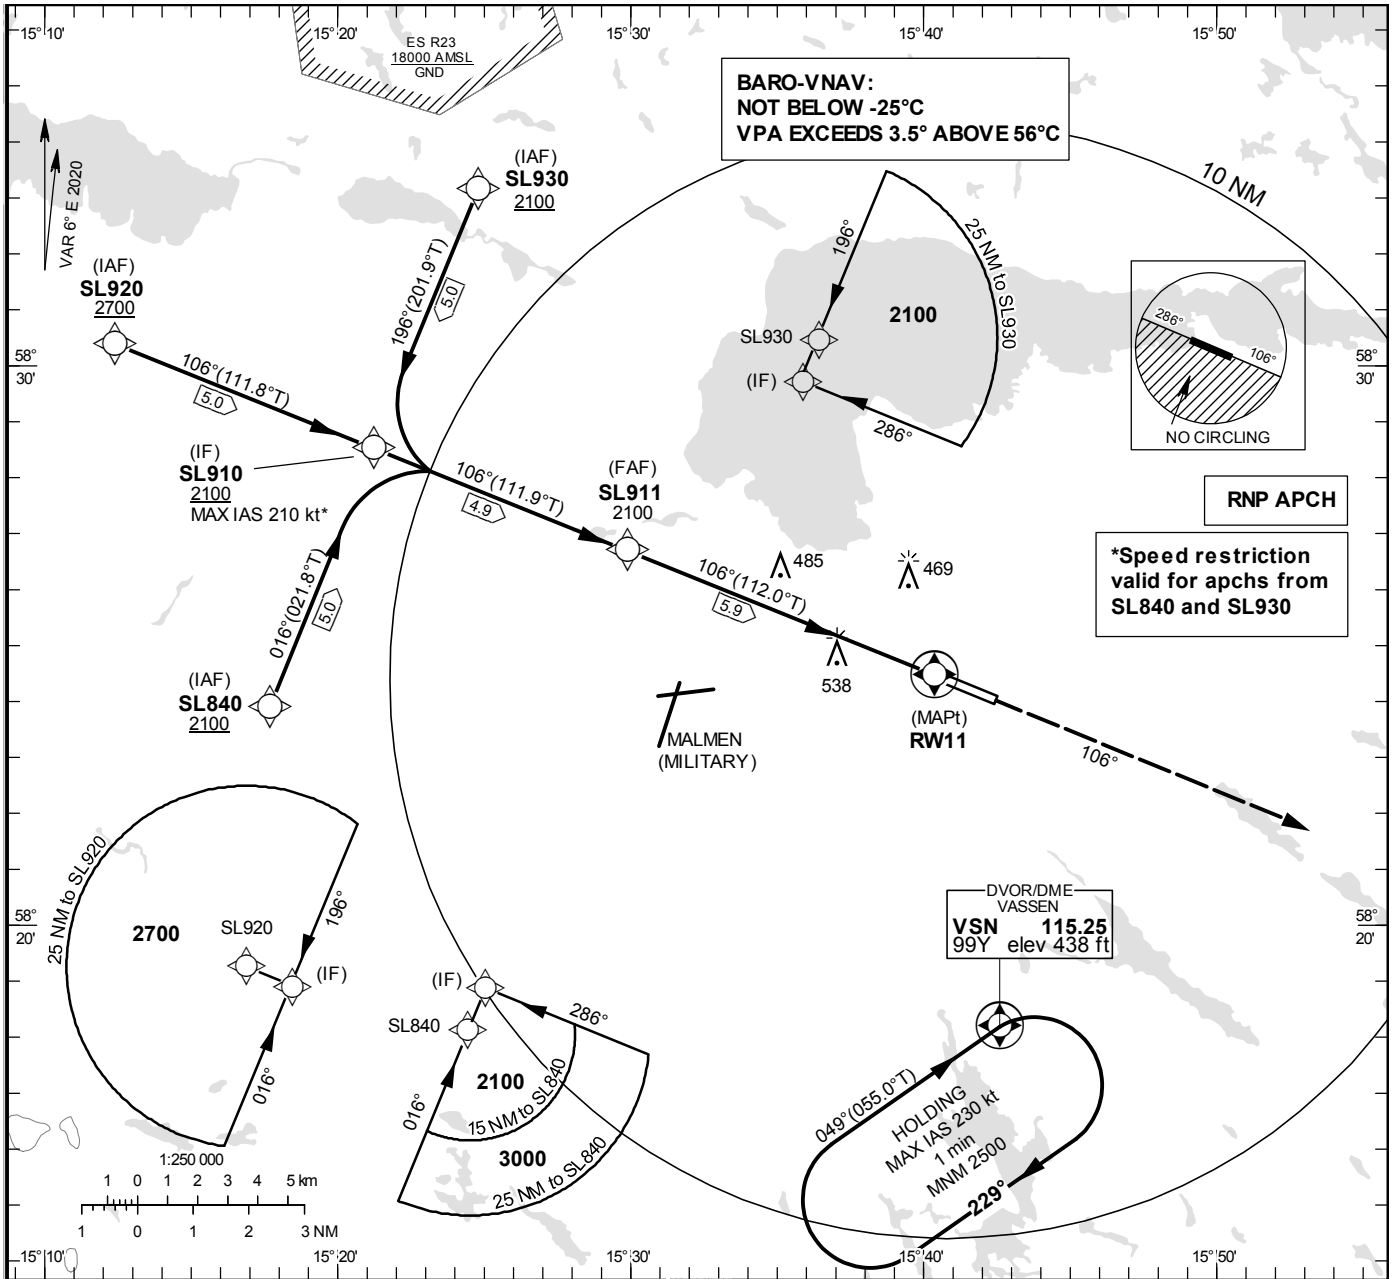 15°10'
15°20'
15°30'
15°40'
15°50'
ES R23
18000 AMSL
GND
BARO-VNAV:
NOT BELOW -25°C
VPA EXCEEDS 3.5° ABOVE 56°C
10 NM
VAR 6° E 2020
(IAF)
SL930
2100
196°(201.9°T)
5.0
(IAF)
SL920
2700
106°(111.8°T)
5.0
196°
25 NM to SL930
2100
SL930
(IF)
286°
286°
106°
NO CIRCLING
58°
30'
58°
30'
(IF)
SL910
2100
MAX IAS 210 kt*
106°(111.9°T)
4.9
(FAF)
SL911
2100
RNP APCH
*Speed restriction
valid for apchs from
SL840 and SL930
485
469
106°(112.0°T)
5.9
538
016°(021.8°T)
5.0
(IAF)
SL840
2100
(MAPt)
RW11
MALMEN
(MILITARY)
106°
25 NM to SL920
2700
SL920
196°
(IF)
016°
58°
20'
58°
20'
DVOR/DME
VASSEN
VSN 115.25
99Y elev 438 ft
(IF)
SL840
286°
2100
016°
15 NM to SL840
3000
25 NM to SL840
049°(055.0°T)
HOLDING
MAX IAS 230 kt
1 min
MNM 2500
229°
1:250 000
1 0 1 2 3 4 5 km
1 0 1 2 3 NM
15°10'
15°20'
15°30'
15°40'
15°50'